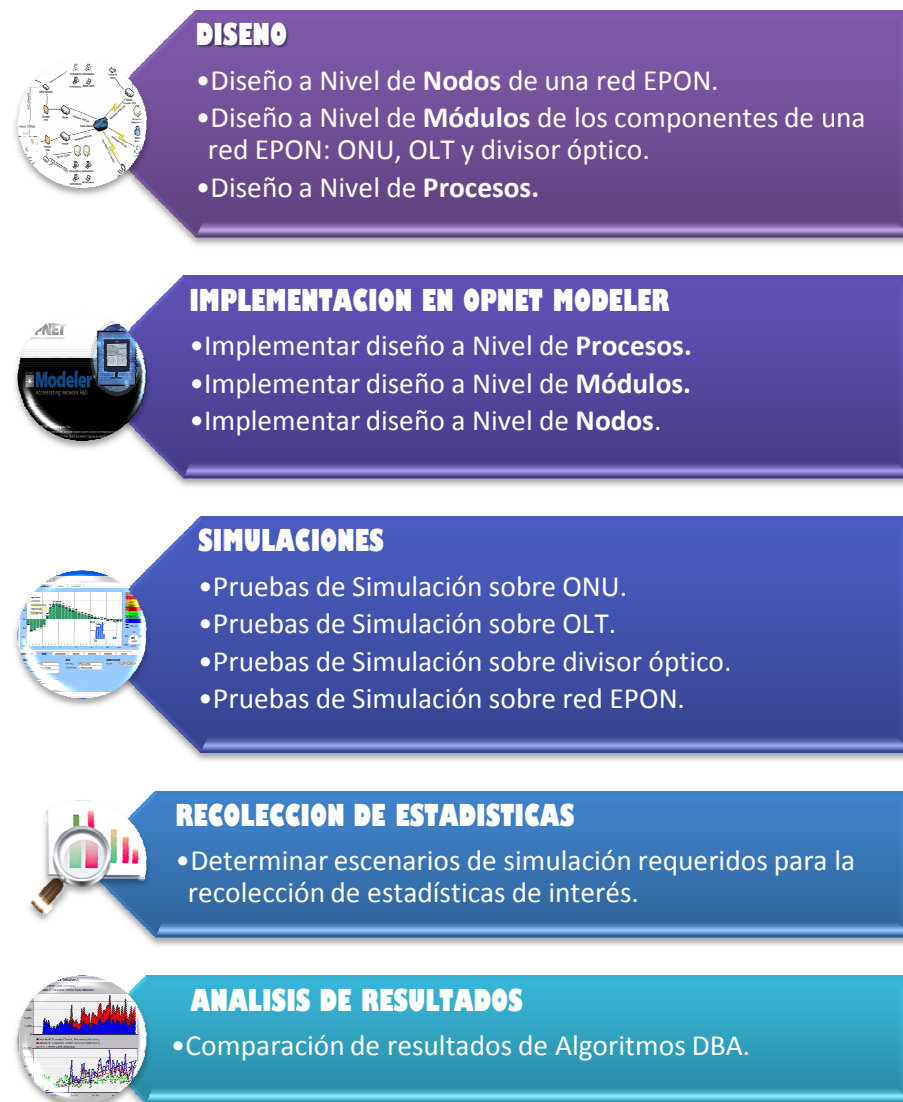 DISENO
•Diseño a Nivel de Nodos de una red EPON.
•Diseño a Nivel de Módulos de los componentes de una
red EPON: ONU, OLT y divisor óptico.
•Diseño a Nivel de Procesos.
IMPLEMENTACION EN OPNET MODELER
•Implementar diseño a Nivel de Procesos.
•Implementar diseño a Nivel de Módulos.
•Implementar diseño a Nivel de Nodos.
PNET
Modeler
Accelerating Network R&D
SIMULACIONES
•Pruebas de Simulación sobre ONU.
•Pruebas de Simulación sobre OLT.
•Pruebas de Simulación sobre divisor óptico.
•Pruebas de Simulación sobre red EPON.
RECOLECCION DE ESTADISTICAS
•Determinar escenarios de simulación requeridos para la
recolección de estadísticas de interés.
ANALISIS DE RESULTADOS
•Comparación de resultados de Algoritmos DBA.